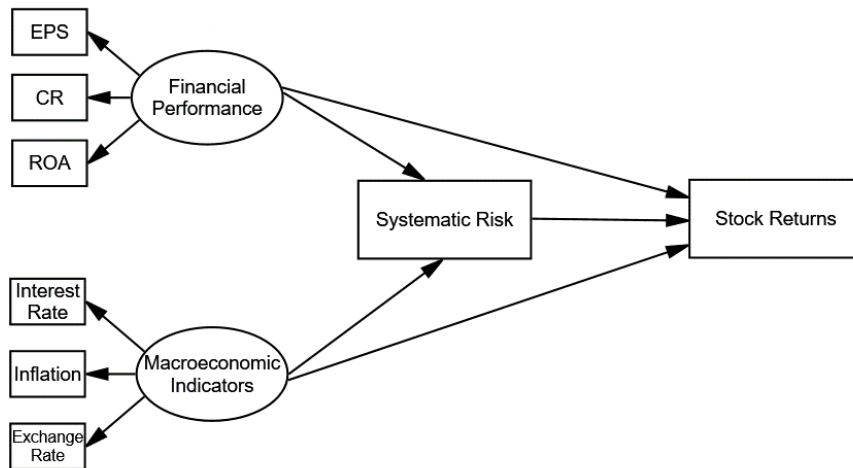 EPS
CR
ROA
Financial
Performance
Systematic Risk
Stock Returns
Interest
Rate
Inflation
Exchange
Rate
Macroeconomic
Indicators